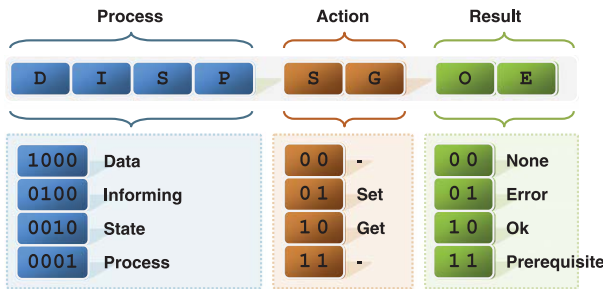 Process Action Result
D I S P S G O E
1000 Data 00 - 00 None
0100 Informing 01 Set 01 Error
0010 State 10 Get 10 Ok
0001 Process 11 - 11 Prerequisite